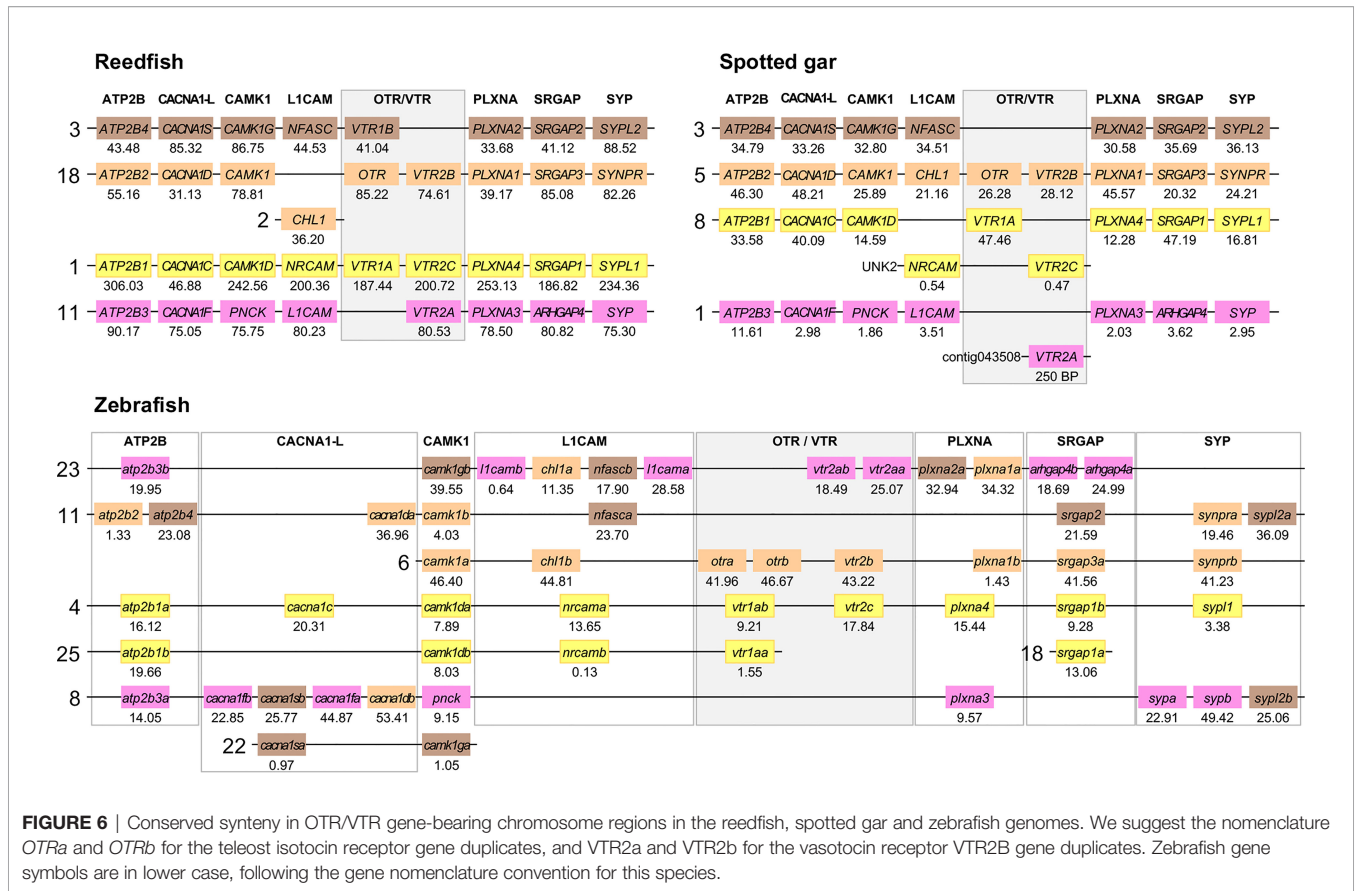 Reedfish
ATP2B CACNA1-L CAMK1 L1CAM OTR/VTR PLXNA SRGAP SYP
3 ATP2B4 CACNA1S CAMK1G NFASC VTR1B PLXNA2 SRGAP2 SYPL2
43.48 85.32 86.75 44.53 41.04 33.68 41.12 88.52
18 ATP2B2 CACNA1D CAMK1 OTR VTR2B PLXNA1 SRGAP3 SYNPR
55.16 31.13 78.81 85.22 74.61 39.17 85.08 82.26
2 CHL1
36.20
1 ATP2B1 CACNA1C CAMK1D NRCAM VTR1A VTR2C PLXNA4 SRGAP1 SYPL1
306.03 46.88 242.56 200.36 187.44 200.72 253.13 186.82 234.36
11 ATP2B3 CACNA1F PNCK L1CAM VTR2A PLXNA3 ARHGAP4 SYP
90.17 75.05 75.75 80.23 80.53 78.50 80.82 75.30
Spotted gar
ATP2B CACNA1-L CAMK1 L1CAM OTR/VTR PLXNA SRGAP SYP
3 ATP2B4 CACNA1S CAMK1G NFASC PLXNA2 SRGAP2 SYPL2
34.79 33.26 32.80 34.51 30.58 35.69 36.13
5 ATP2B2 CACNA1D CAMK1 CHL1 OTR VTR2B PLXNA1 SRGAP3 SYNPR
46.30 48.21 25.89 21.16 26.28 28.12 45.57 20.32 24.21
8 ATP2B1 CACNA1C CAMK1D VTR1A PLXNA4 SRGAP1 SYPL1
33.58 40.09 14.59 47.46 12.28 47.19 16.81
UNK2 NRCAM VTR2C
0.54 0.47
1 ATP2B3 CACNA1F PNCK L1CAM PLXNA3 ARHGAP4 SYP
11.61 2.98 1.86 3.51 2.03 3.62 2.95
contig043508 VTR2A
250 BP
Zebrafish
ATP2B CACNA1-L CAMK1 L1CAM OTR / VTR PLXNA SRGAP SYP
23 atp2b3b camk1gb l1camb chl1a nfascb l1cama vtr2ab vtr2aa plxna2a plxna1a arhgap4b arhgap4a
19.95 39.55 0.64 11.35 17.90 28.58 18.49 25.07 32.94 34.32 18.69 24.99
11 atp2b2 atp2b4 cacna1da camk1b nfasca srgap2 synpra sypl2a
1.33 23.08 36.96 4.03 23.70 21.59 19.46 36.09
6 camk1a chl1b otra otrb vtr2b plxna1b srgap3a synprb
46.40 44.81 41.96 46.67 43.22 1.43 41.56 41.23
4 atp2b1a cacna1c camk1da nrcama vtr1ab vtr2c plxna4 srgap1b sypl1
16.12 20.31 7.89 13.65 9.21 17.84 15.44 9.28 3.38
25 atp2b1b camk1db nrcamb vtr1aa 18 srgap1a
19.66 8.03 0.13 1.55 13.06
8 atp2b3a cacna1fb cacna1sb cacna1fa cacna1db pnck plxna3 sypa sypb sypl2b
14.05 22.85 25.77 44.87 53.41 9.15 9.57 22.91 49.42 25.06
22 cacna1sa camk1ga
0.97 1.05
FIGURE 6 | Conserved synteny in OTR/VTR gene-bearing chromosome regions in the reedfish, spotted gar and zebrafish genomes. We suggest the nomenclature
OTRa and OTRb for the teleost isotocin receptor gene duplicates, and VTR2a and VTR2b for the vasotocin receptor VTR2B gene duplicates. Zebrafish gene
symbols are in lower case, following the gene nomenclature convention for this species.